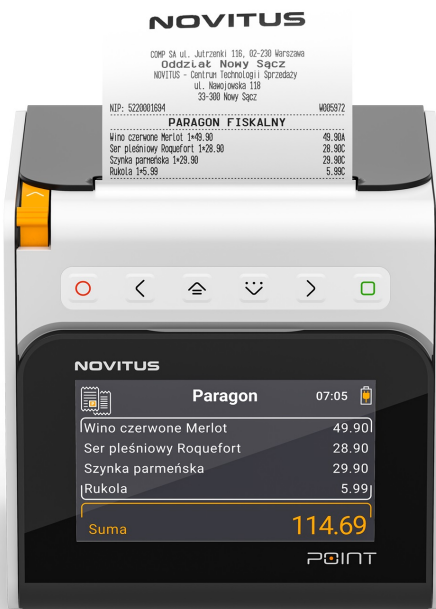 NOVITUS
COMP SA ul. Jutrzenki 116, 02-230 Warszawa
Oddział Nowy Sącz
NOVITUS - Centrum Technologii Sprzedaży
ul. Nawojowska 118
33-300 Nowy Sącz
NIP: 5220001694 W005972
PARAGON FISKALNY
Wino czerwone Merlot 1*49.90 49.90A
Ser pleśniowy Roquefort 1*28.90 28.90C
Szynka parmeńska 1*29.90 29.90C
Rukola 1*5.99 5.99C
NOVITUS
Paragon 07:05
Wino czerwone Merlot 49.90
Ser pleśniowy Roquefort 28.90
Szynka parmeńska 29.90
Rukola 5.99
Suma 114.69
POINT